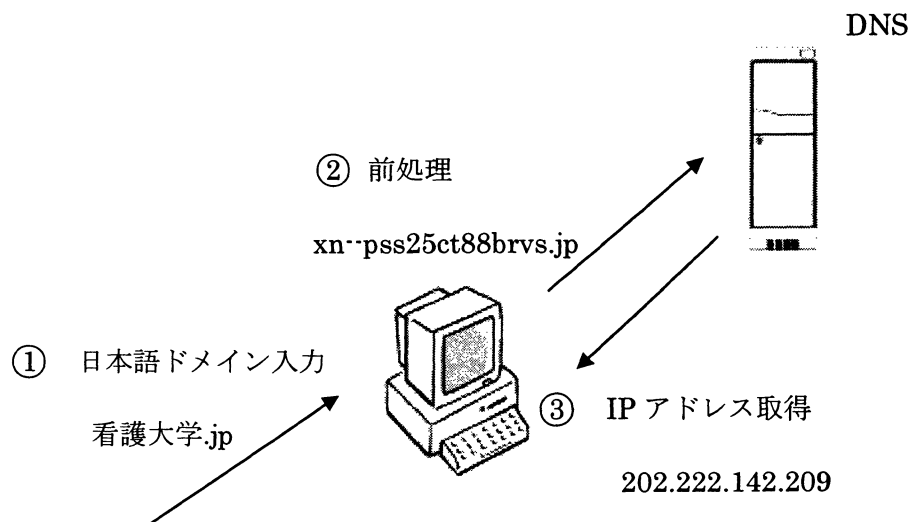 DNS
② 前処理
xn--pss25ct88brvs.jp
① 日本語ドメイン入力
看護大学.jp
③ IP アドレス取得
202.222.142.209